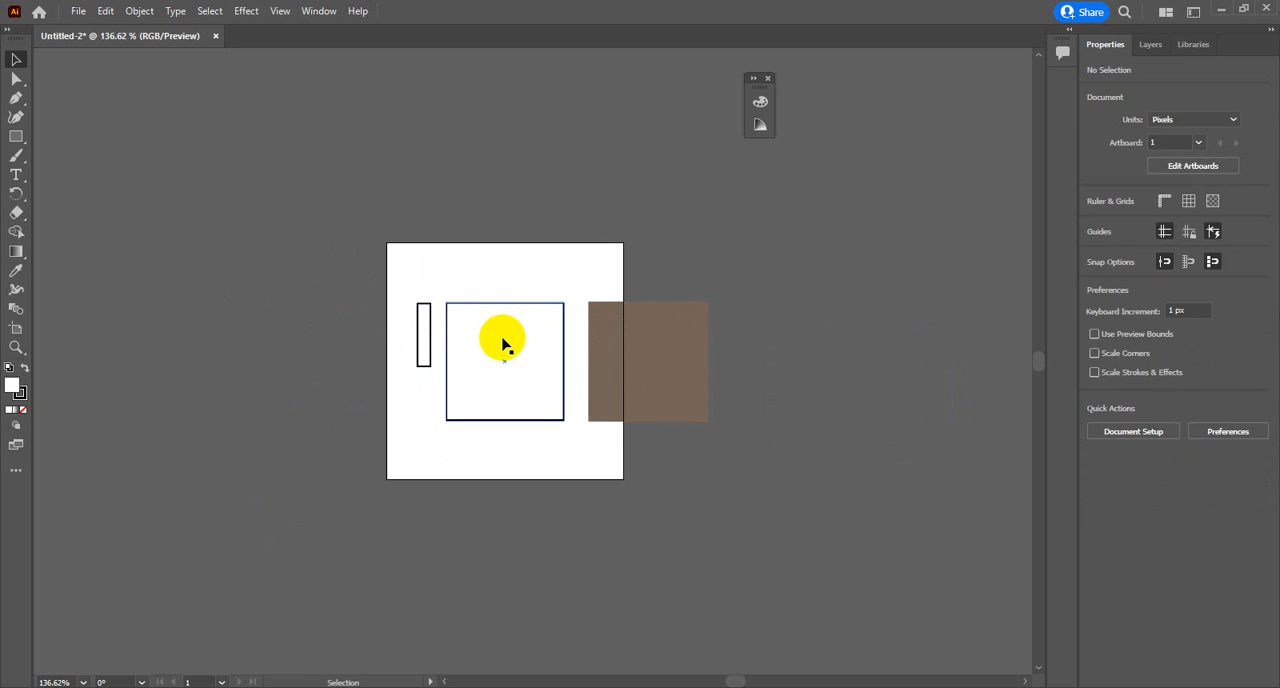 Ai File Edit Object Type Select Effect View Window Help Share
Untitled-2* @ 136.62 % (RGB/Preview)
T
Properties Layers Libraries
No Selection
Document
Units: Pixels
Artboard: 1
Edit Artboards
Ruler & Grids
Guides
Snap Options
Preferences
Keyboard Increment: 1 px
Use Preview Bounds
Scale Corners
Scale Strokes & Effects
Quick Actions
Document Setup Preferences
136.62% 0° 1 Selection